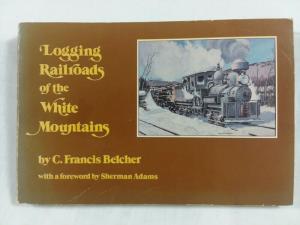 Logging
Railroads
of the
White
Mountains
by C. Francis Belcher
with a foreword by Sherman Adams